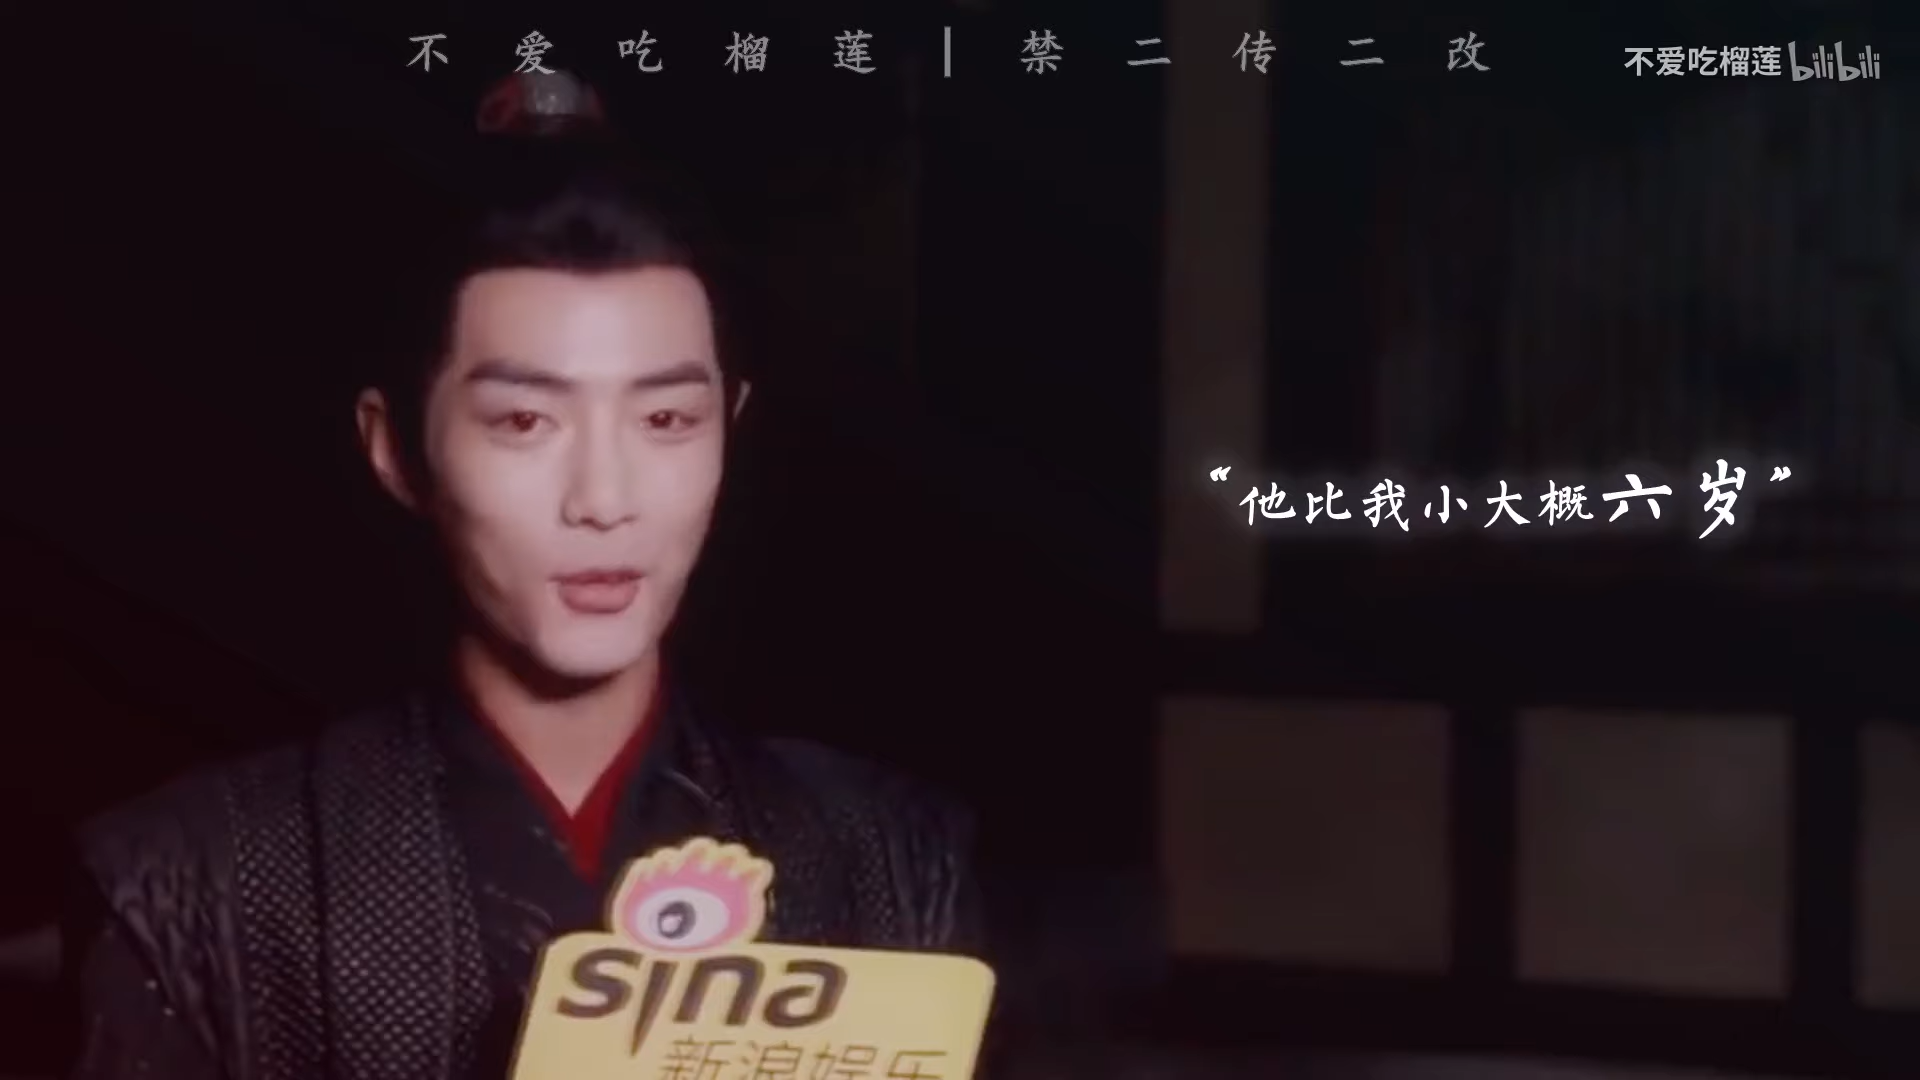 不爱吃榴莲|禁二传二改
不爱吃榴莲 bilibili
“他比我小大概六岁”
sina
新浪娱乐